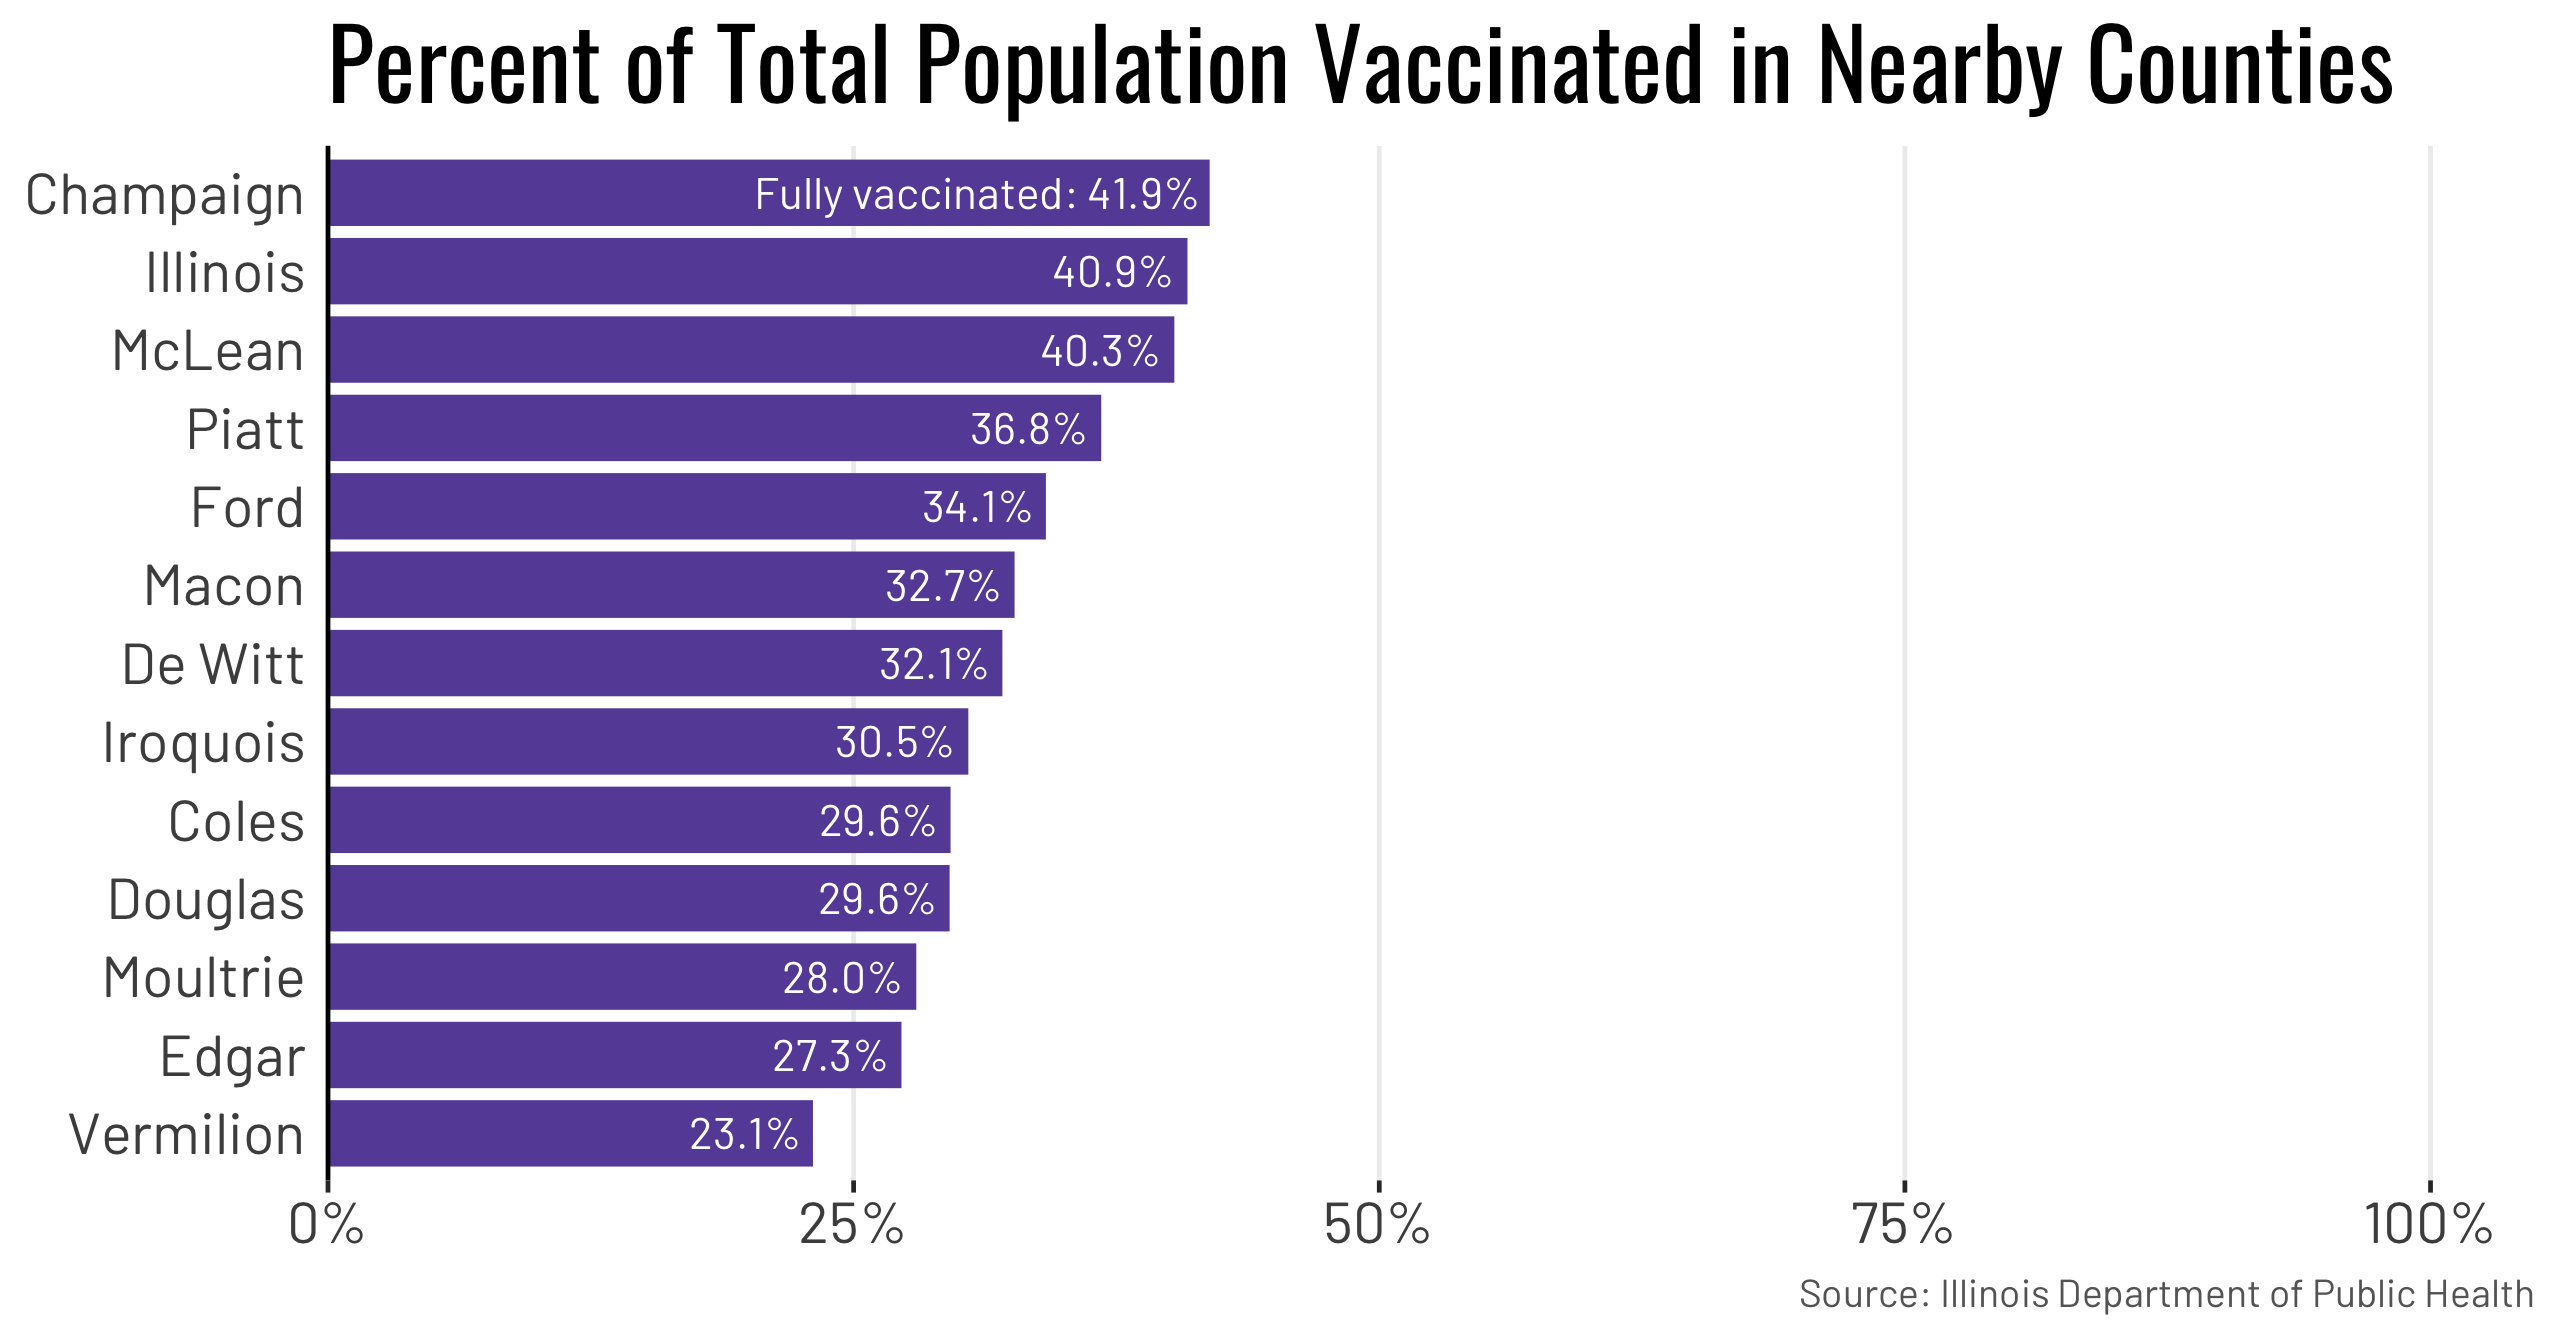 Percent of Total Population Vaccinated in Nearby Counties
Champaign Fully vaccinated: 41.9%
Illinois 40.9%
McLean 40.3%
Piatt 36.8%
Ford 34.1%
Macon 32.7%
De Witt 32.1%
Iroquois 30.5%
Coles 29.6%
Douglas 29.6%
Moultrie 28.0%
Edgar 27.3%
Vermilion 23.1%
0% 25% 50% 75% 100%
Source: Illinois Department of Public Health